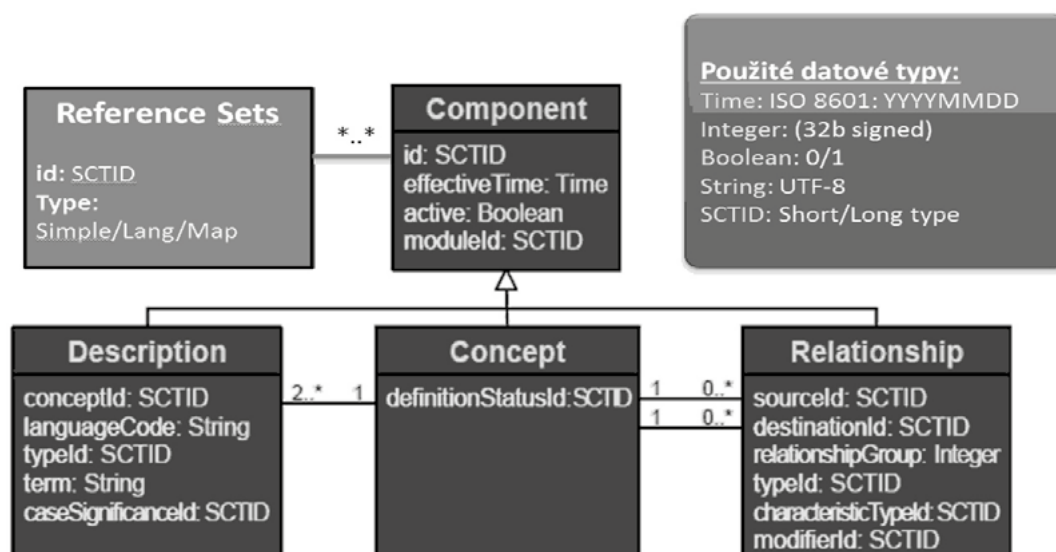 Reference Sets
id: SCTID
Type:
Simple/Lang/Map
*..*
Component
id: SCTID
effectiveTime: Time
active: Boolean
moduleId: SCTID
Použité datové typy:
Time: ISO 8601: YYYYMMDD
Integer: (32b signed)
Boolean: 0/1
String: UTF-8
SCTID: Short/Long type
Description
conceptId: SCTID
languageCode: String
typeId: SCTID
term: String
caseSignificanceId: SCTID
2..* 1
Concept
definitionStatusId:SCTID
1 0..*
1 0..*
Relationship
sourceId: SCTID
destinationId: SCTID
relationshipGroup: Integer
typeId: SCTID
characteristicTypeId: SCTID
modifierId: SCTID